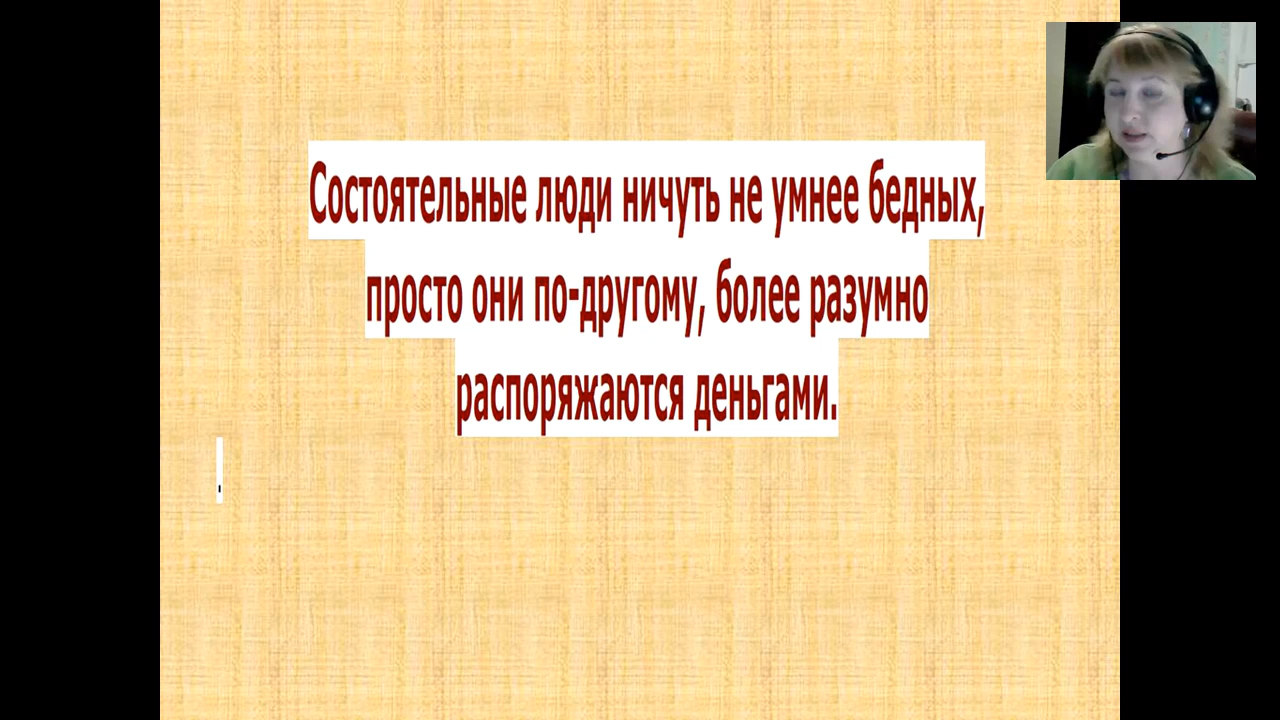 Состоятельные люди ничуть не умнее бедных,
просто они по-другому, более разумно
распоряжаются деньгами.
.